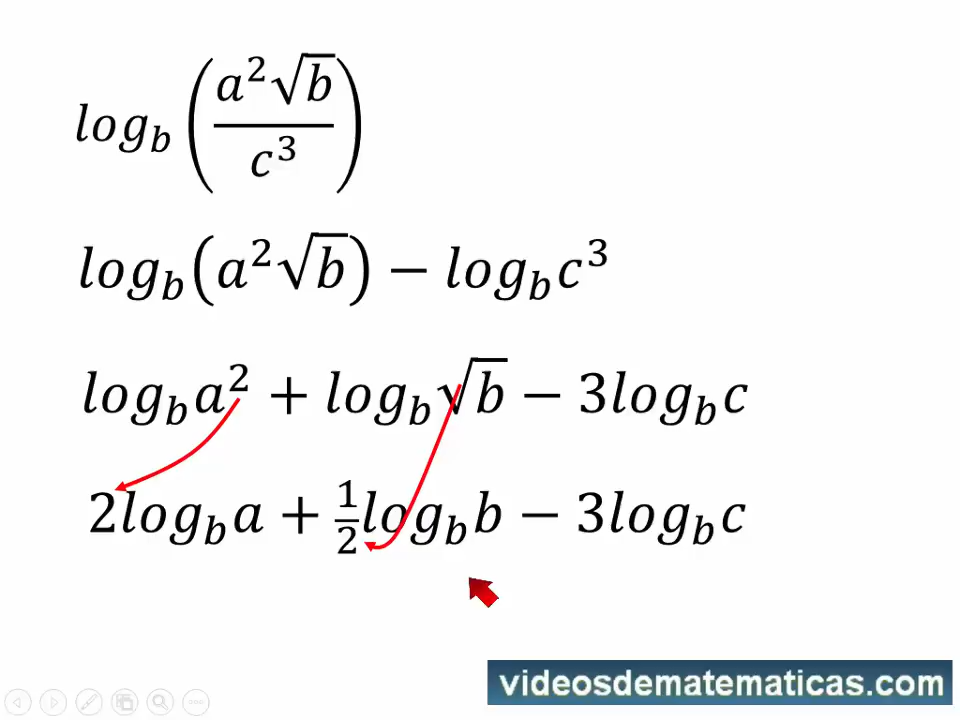 log_b(a²√b / c³)
log_b(a²√b) − log_b c³
log_b a² + log_b √b − 3log_b c
2log_b a + ½log_b b − 3log_b c
videosdematematicas.com